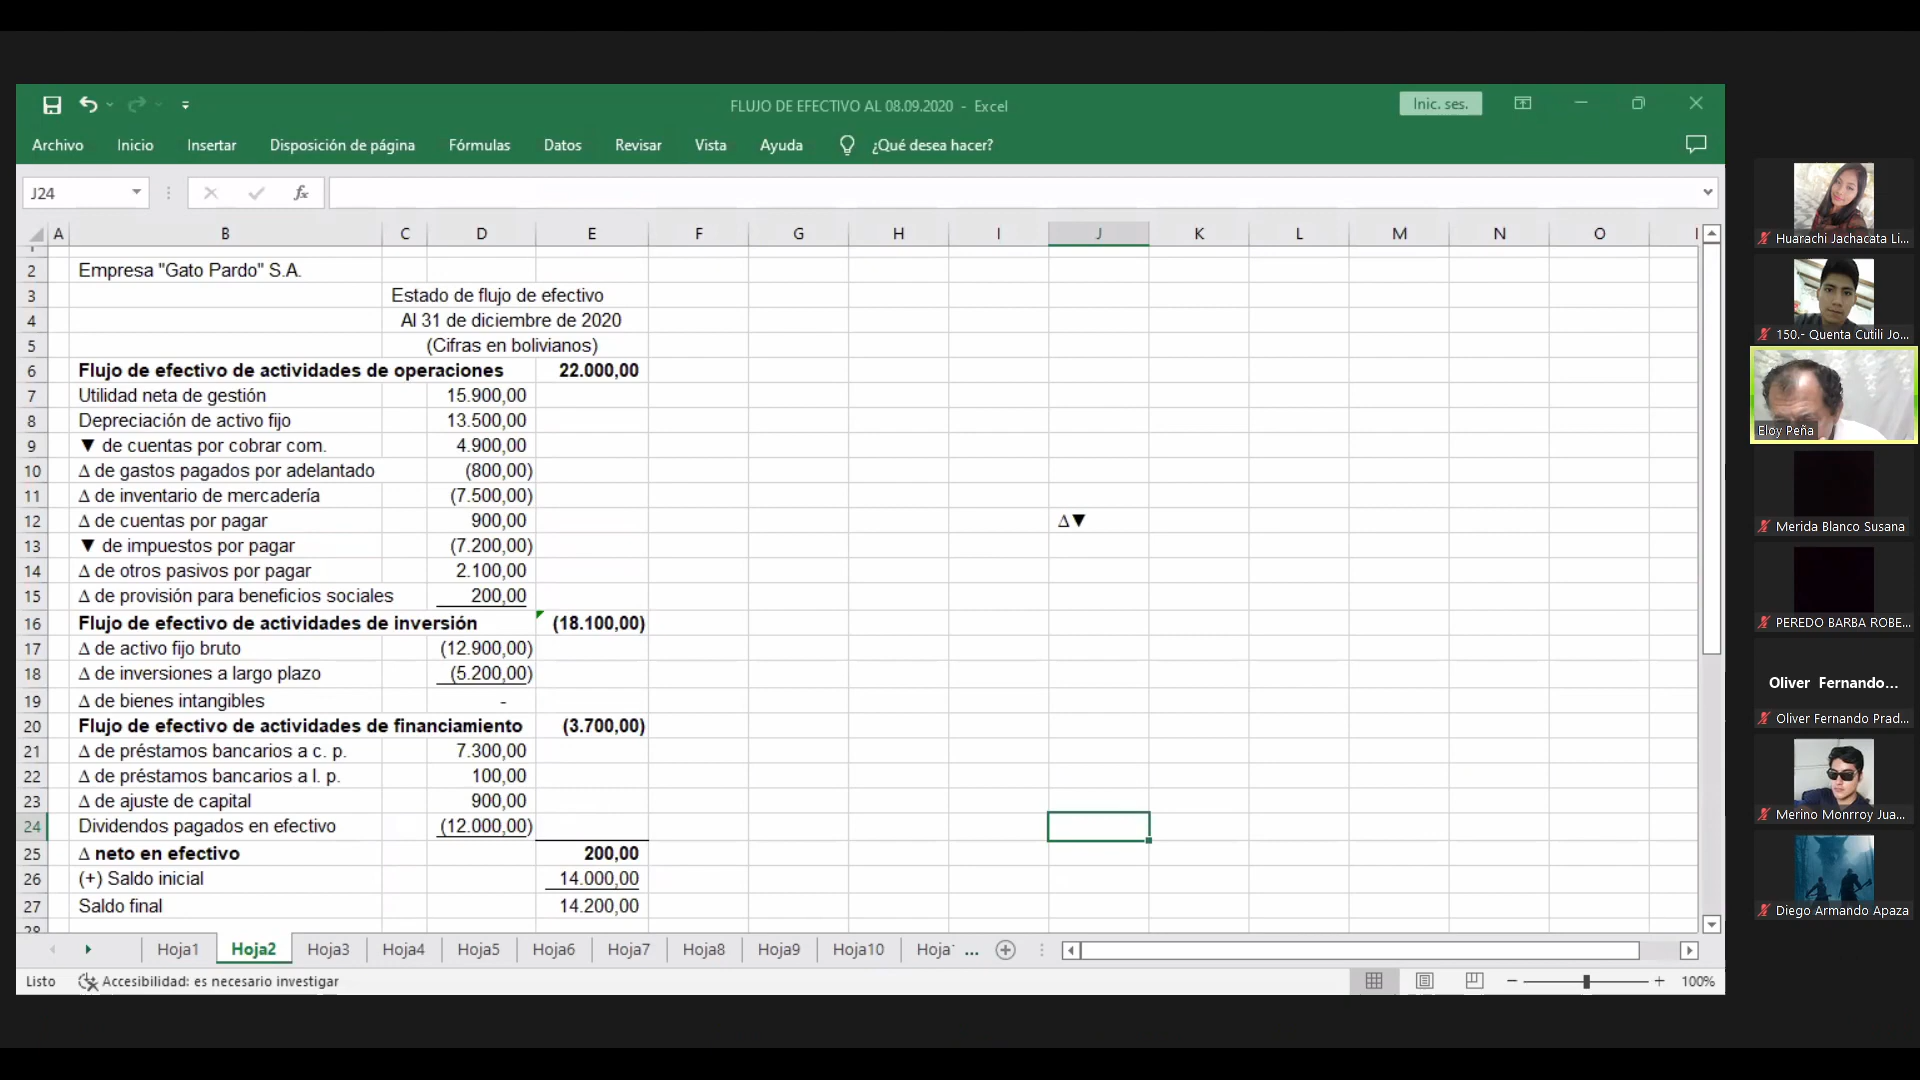 FLUJO DE EFECTIVO AL 08.09.2020 - Excel
Inic. ses.
Archivo Inicio Insertar Disposición de página Fórmulas Datos Revisar Vista Ayuda ¿Qué desea hacer?
J24 fx
A B C D E F G H I J K L M N O
2 Empresa "Gato Pardo" S.A.
3 Estado de flujo de efectivo
4 Al 31 de diciembre de 2020
5 (Cifras en bolivianos)
6 Flujo de efectivo de actividades de operaciones 22.000,00
7 Utilidad neta de gestión 15.900,00
8 Depreciación de activo fijo 13.500,00
9 ▼ de cuentas por cobrar com. 4.900,00
10 Δ de gastos pagados por adelantado (800,00)
11 Δ de inventario de mercadería (7.500,00)
12 Δ de cuentas por pagar 900,00 Δ▼
13 ▼ de impuestos por pagar (7.200,00)
14 Δ de otros pasivos por pagar 2.100,00
15 Δ de provisión para beneficios sociales 200,00
16 Flujo de efectivo de actividades de inversión (18.100,00)
17 Δ de activo fijo bruto (12.900,00)
18 Δ de inversiones a largo plazo (5.200,00)
19 Δ de bienes intangibles -
20 Flujo de efectivo de actividades de financiamiento (3.700,00)
21 Δ de préstamos bancarios a c. p. 7.300,00
22 Δ de préstamos bancarios a l. p. 100,00
23 Δ de ajuste de capital 900,00
24 Dividendos pagados en efectivo (12.000,00)
25 Δ neto en efectivo 200,00
26 (+) Saldo inicial 14.000,00
27 Saldo final 14.200,00
Hoja1 Hoja2 Hoja3 Hoja4 Hoja5 Hoja6 Hoja7 Hoja8 Hoja9 Hoja10 Hoja ...
Listo Accesibilidad: es necesario investigar 100%
Huarachi Jachacata Li...
150.- Quenta Cutili Jo...
Eloy Peña
Merida Blanco Susana
PEREDO BARBA ROBE...
Oliver Fernando...
Oliver Fernando Prad...
Merino Monrroy Jua...
Diego Armando Apaza